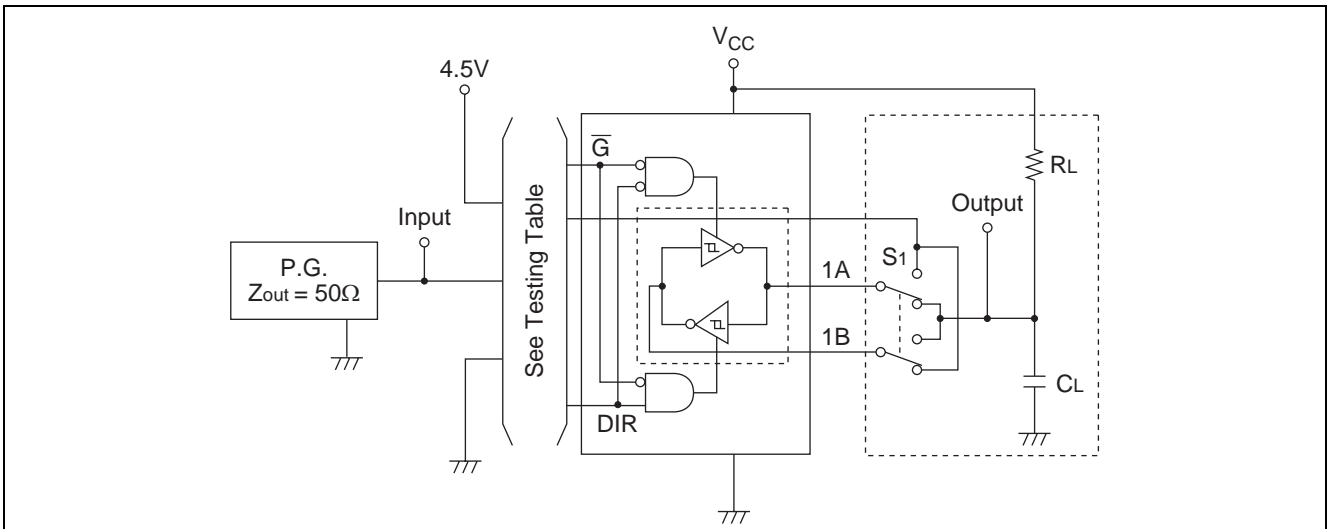 VCC
4.5V
G
Input
See Testing Table
P.G.
Zout = 50Ω
RL
Output
S1
1A
1B
CL
DIR